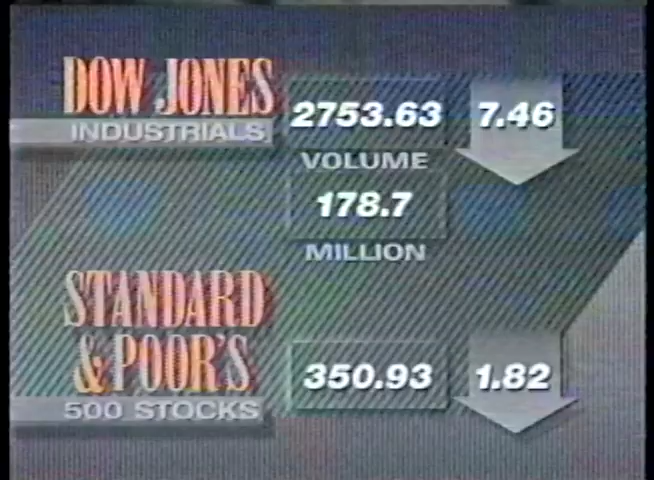 DOW JONES
INDUSTRIALS
2753.63 7.46
VOLUME
178.7
MILLION
STANDARD
& POOR'S
500 STOCKS
350.93 1.82